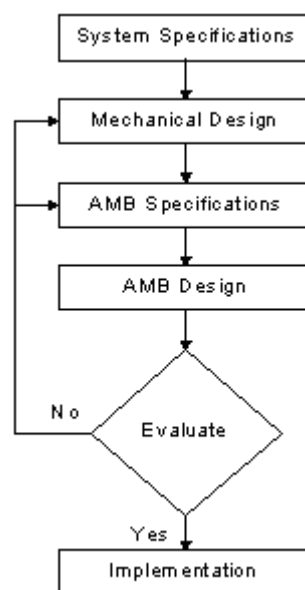 System Specifications
Mechanical Design
AMB Specifications
AMB Design
No
Evaluate
Yes
Implementation